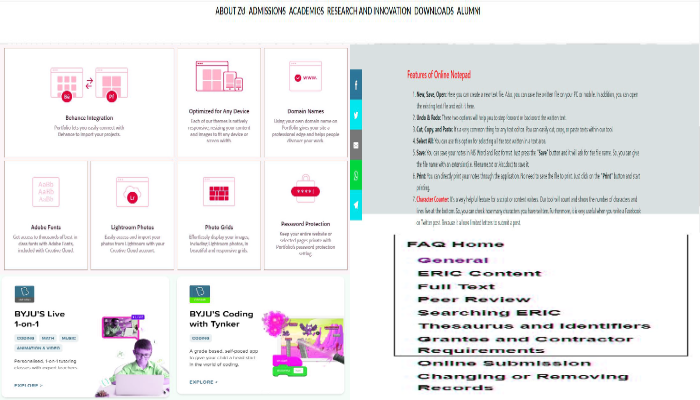 ABOUT ZU ADMISSIONS ACADEMICS RESEARCH AND INNOVATION DOWNLOADS ALUMNI
Behance Integration
Portfolio lets you easily connect with
Behance to import your projects.
Optimized for Any Device
Each of our themes is natively
responsive; resizing your content
and images to fit any device or
screen width.
Domain Names
Using your own domain name on
Portfolio gives your site a
professional edge and helps people
discover your work.
www.
Adobe Fonts
Get access to thousands of best in
class fonts with Adobe Fonts,
included with Creative Cloud.
Lightroom Photos
Easily access and import your
photos from Lightroom with your
Creative Cloud account.
Photo Grids
Effortlessly display your images,
including Lightroom photos, in
beautiful and responsive grids.
Password Protection
Keep your entire website or
selected pages private with
Portfolio's password protection
setting.
BYJU'S Live
1-on-1
CODING MATH MUSIC
ANIMATION & VIDEO
Personalised, 1-on-1 tutoring
classes with expert teachers
EXPLORE >
BYJU'S Coding
with Tynker
CODING
A grade based, self-paced app
to give your child a head start
in the world of coding.
EXPLORE >
Features of Online Notepad
1. New, Save, Open: Here you can create a new text file. Also, you can save the written file on your PC or mobile. In addition, you can open
the existing text file and edit in here.
2. Undo & Redo: These two columns will help you to step forward or backward the written text.
3. Cut, Copy, and Paste: It's a very common thing for any text editor. You can easily cut, copy, or paste texts within our tool.
4. Select All: You can use this option for selecting all the text written in a text area.
5. Save: You can save your notes in MS Word and Text format. Just press the "Save" button and it will ask for the file name. So, you can give
the file name with an extension (i.e. filename.txt or .doc, docx) to save it.
6. Print: You can directly print your notes through the application. No need to save the file to print. Just click on the "Print" button and start
printing.
7. Character Counter: It's a very helpful feature for a script or content writers. Our tool will count and show the number of characters and
lines live at the bottom. So, you can check how many characters you have written. Furthermore, it is very useful when you write a Facebook
or Twitter post. Because it allows limited letters to submit a post.
FAQ Home
General
ERIC Content
Full Text
Peer Review
Searching ERIC
Thesaurus and Identifiers
Grantee and Contractor
Requirements
Online Submission
Changing or Removing
Records